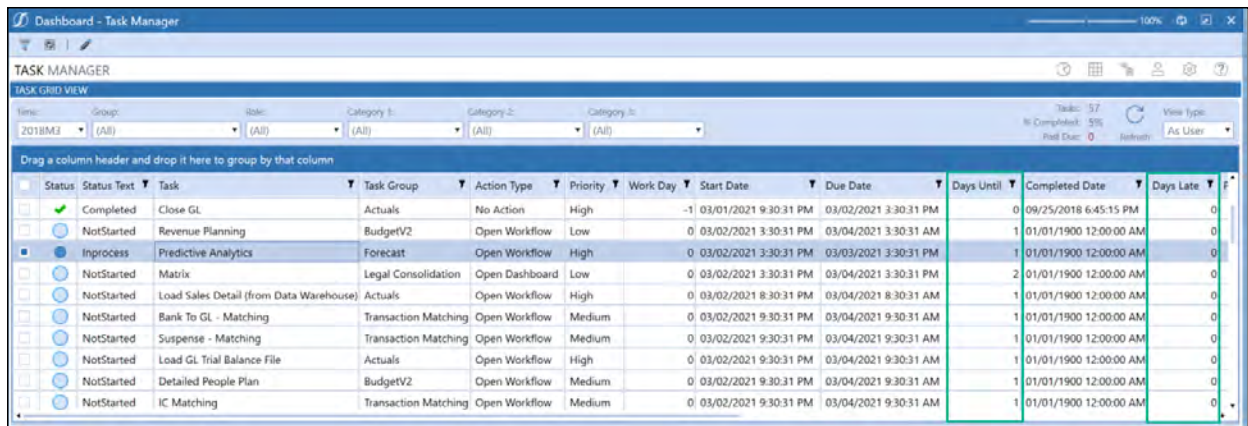 Dashboard - Task Manager 100%
TASK MANAGER
TASK GRID VIEW
Time: Group: Role: Category 1: Category 2: Category 3: Tasks: 57 View Type:
% Completed: 5%
2018M3 (All) (All) (All) (All) (All) Past Due: 0 Refresh As User
Drag a column header and drop it here to group by that column
Status Status Text Task Task Group Action Type Priority Work Day Start Date Due Date Days Until Completed Date Days Late
Completed Close GL Actuals No Action High -1 03/01/2021 9:30:31 PM 03/02/2021 3:30:31 PM 0 09/25/2018 6:45:15 PM 0
NotStarted Revenue Planning BudgetV2 Open Workflow Low 0 03/02/2021 3:30:31 PM 03/03/2021 3:30:31 PM 1 01/01/1900 12:00:00 AM 0
Inprocess Predictive Analytics Forecast Open Workflow High 0 03/02/2021 3:30:31 PM 03/03/2021 3:30:31 PM 1 01/01/1900 12:00:00 AM 0
NotStarted Matrix Legal Consolidation Open Dashboard Low 0 03/02/2021 3:30:31 PM 03/04/2021 3:30:31 PM 2 01/01/1900 12:00:00 AM 0
NotStarted Load Sales Detail (from Data Warehouse) Actuals Open Workflow High 0 03/02/2021 8:30:31 PM 03/04/2021 8:30:31 AM 1 01/01/1900 12:00:00 AM 0
NotStarted Bank To GL - Matching Transaction Matching Open Workflow Medium 0 03/02/2021 9:30:31 PM 03/04/2021 9:30:31 AM 1 01/01/1900 12:00:00 AM 0
NotStarted Suspense - Matching Transaction Matching Open Workflow Medium 0 03/02/2021 9:30:31 PM 03/04/2021 9:30:31 AM 1 01/01/1900 12:00:00 AM 0
NotStarted Load GL Trial Balance File Actuals Open Workflow High 0 03/02/2021 9:30:31 PM 03/04/2021 9:30:31 AM 1 01/01/1900 12:00:00 AM 0
NotStarted Detailed People Plan BudgetV2 Open Workflow Medium 0 03/02/2021 9:30:31 PM 03/04/2021 9:30:31 AM 1 01/01/1900 12:00:00 AM 0
NotStarted IC Matching Transaction Matching Open Workflow Medium 0 03/02/2021 9:30:31 PM 03/04/2021 9:30:31 AM 1 01/01/1900 12:00:00 AM 0